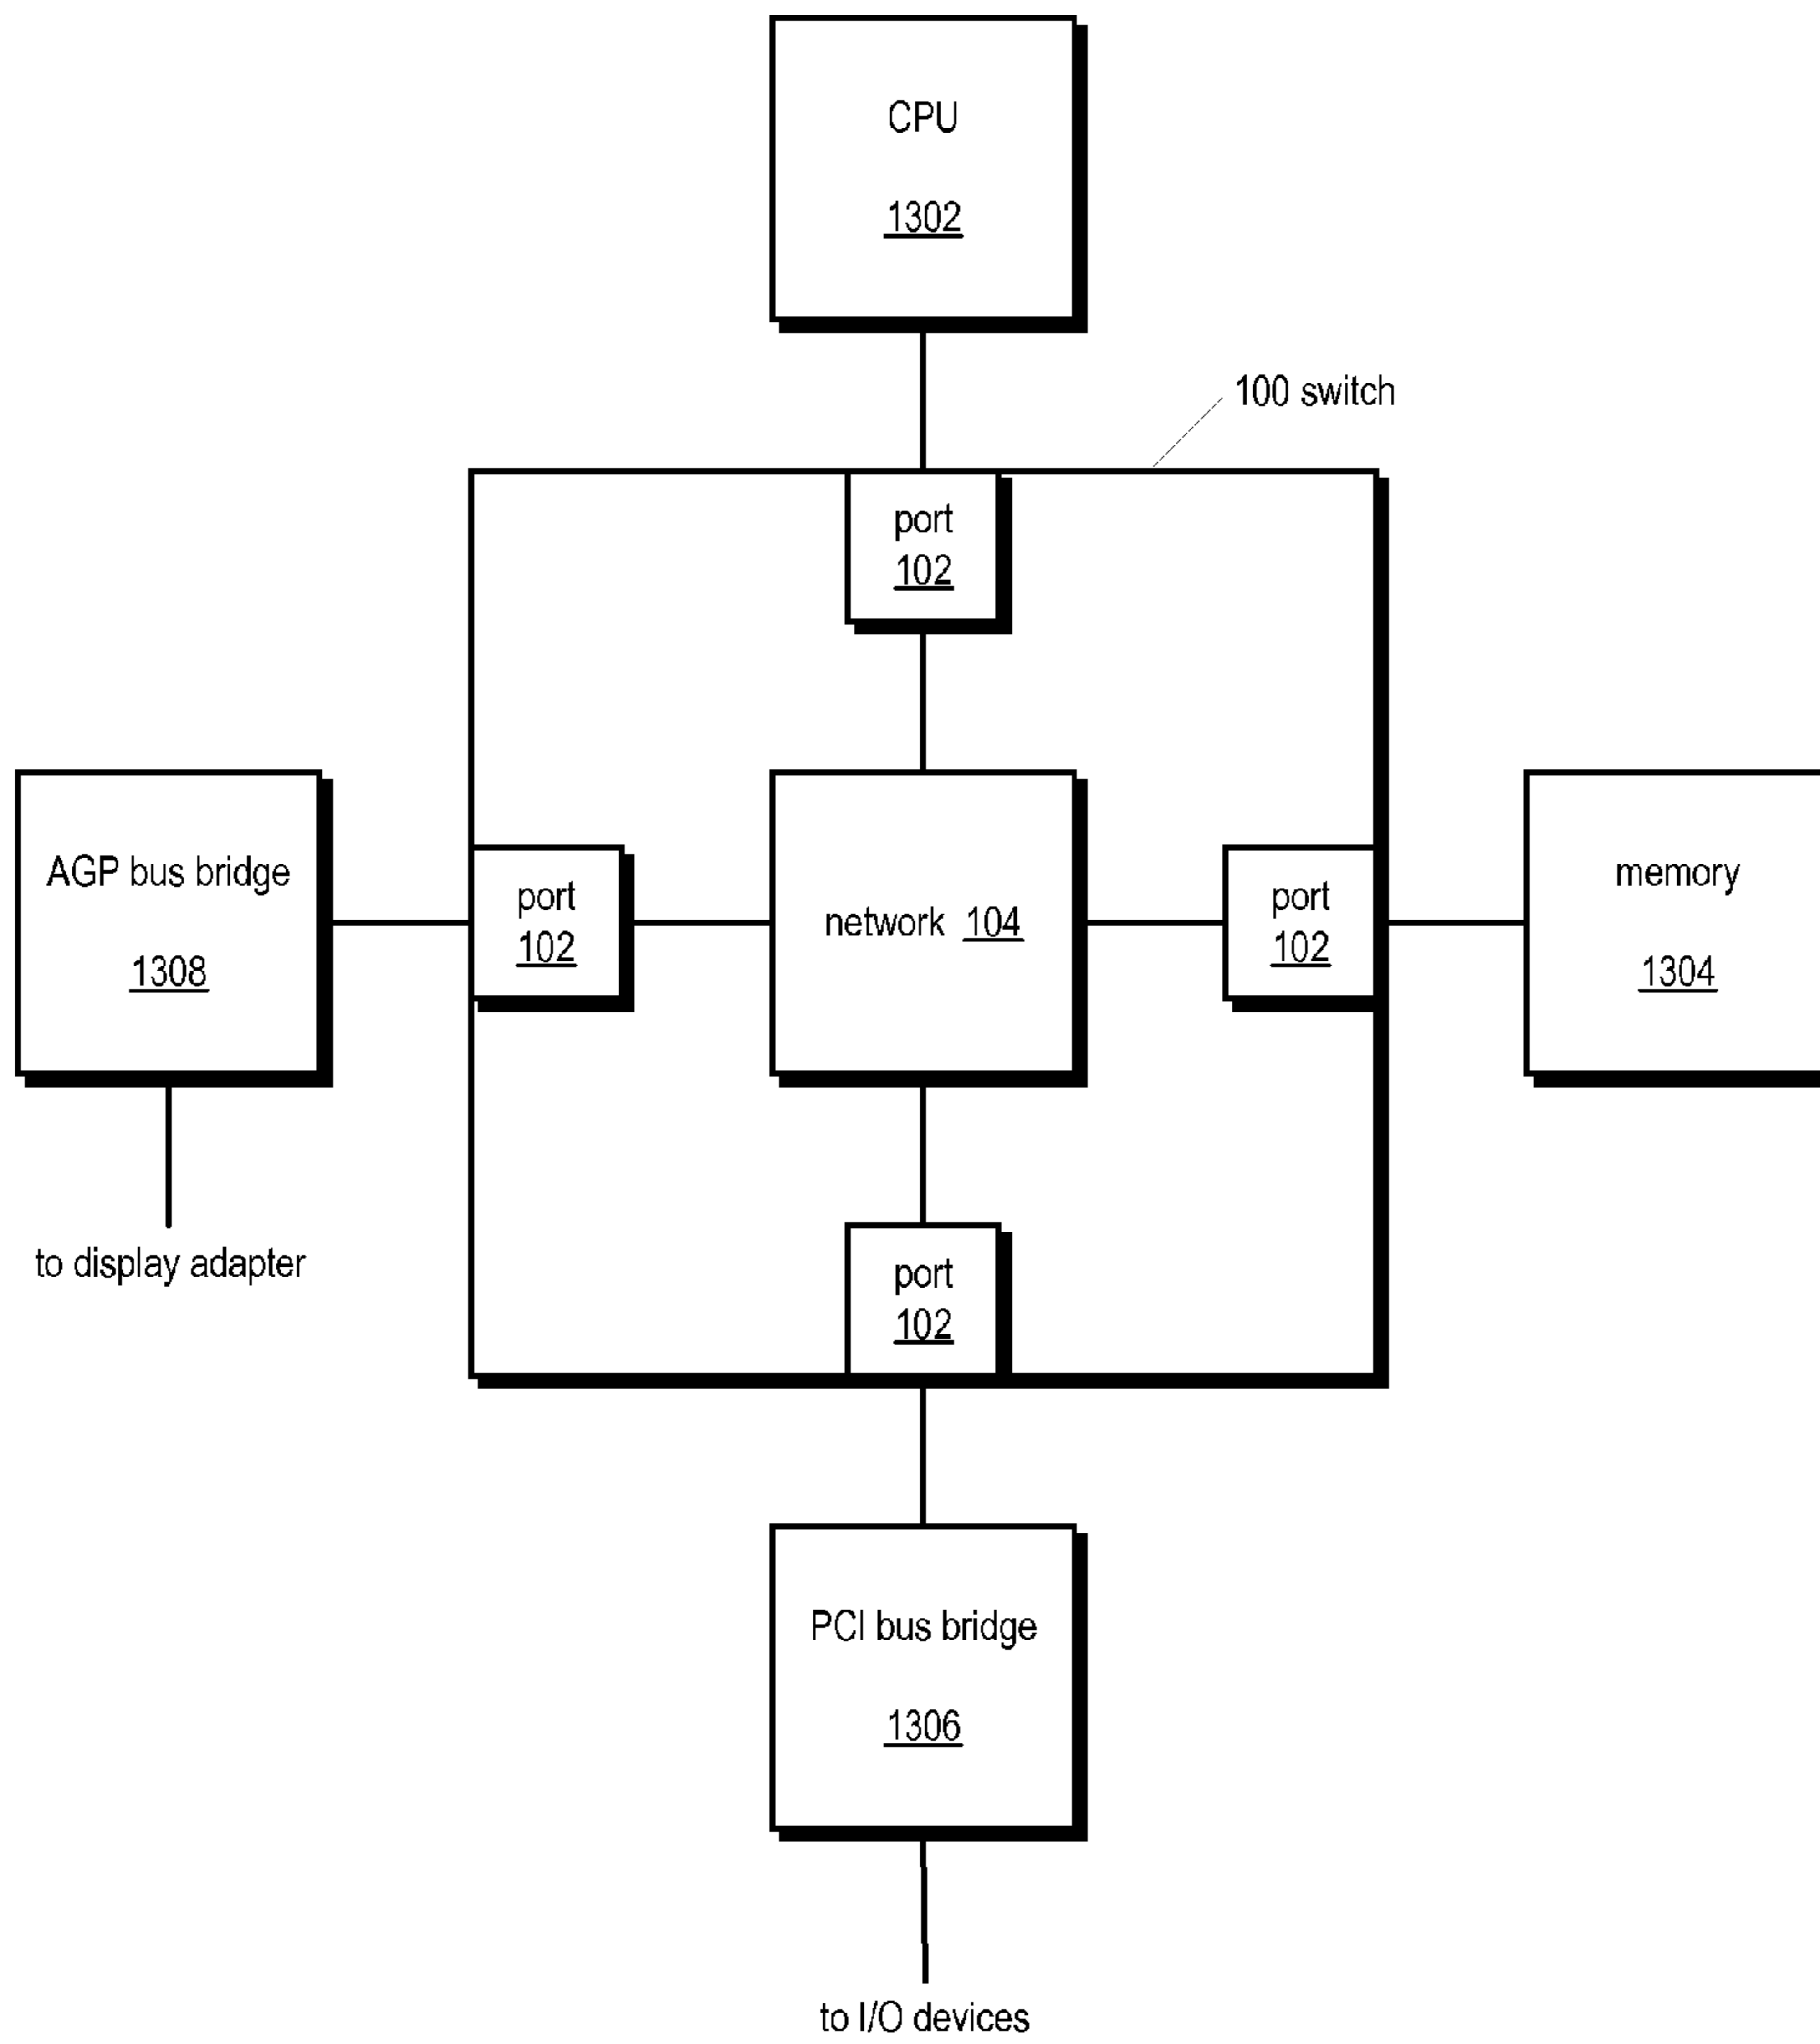 CPU
1302
100 switch
port
102
AGP bus bridge
1308
port
102
network 104
port
102
memory
1304
to display adapter
port
102
PCI bus bridge
1306
to I/O devices